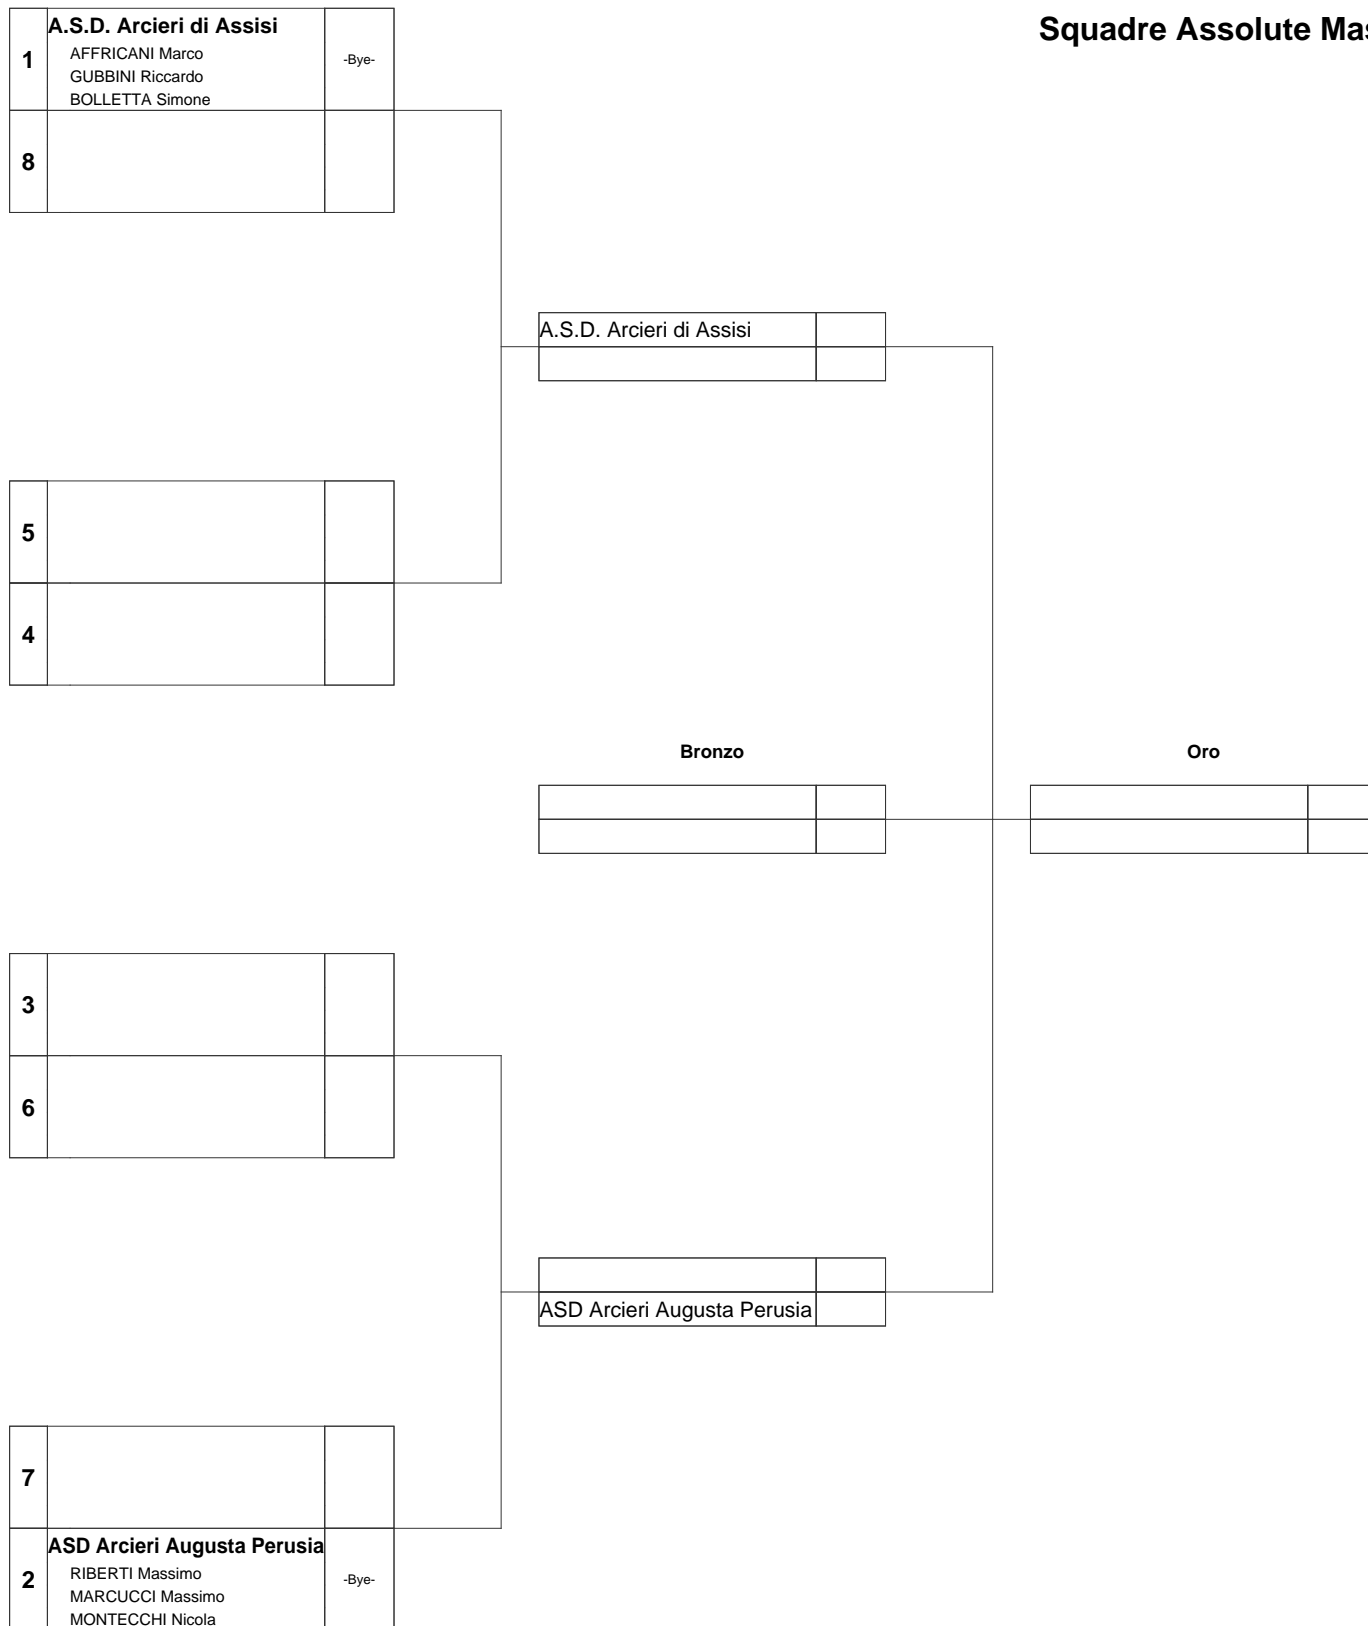 Squadre Assolute Mas
A.S.D. Arcieri di Assisi
1
AFFRICANI Marco
GUBBINI Riccardo
BOLLETTA Simone
-Bye-
8
A.S.D. Arcieri di Assisi
5
4
Bronzo
Oro
3
6
ASD Arcieri Augusta Perusia
7
ASD Arcieri Augusta Perusia
2
RIBERTI Massimo
MARCUCCI Massimo
MONTECCHI Nicola
-Bye-